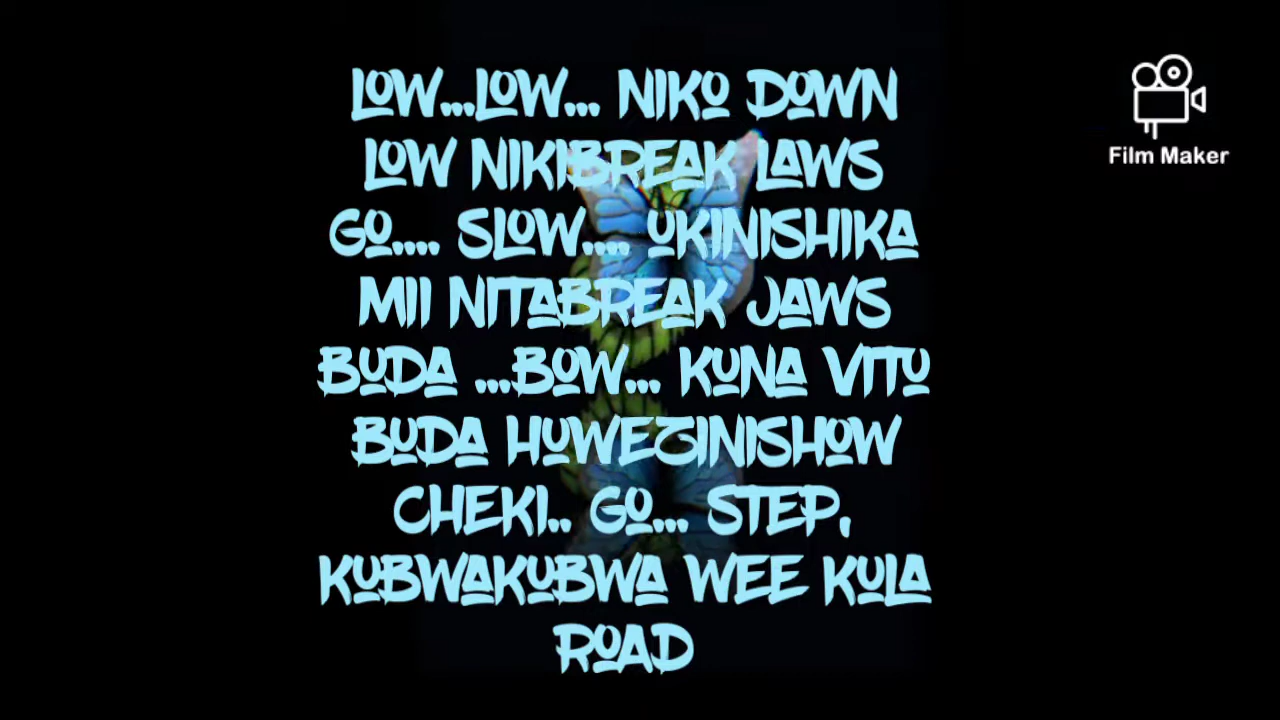 LOW...LOW... NIKO DOWN
LOW NIKIBREAK LAWS
GO.... SLOW.... UKINISHIKA
MII NITABREAK JAWS
BUDA ...BOW... KUNA VITU
BUDA HUWEZINISHOW
CHEKI.. GO... STEP,
KUBWAKUBWA WEE KULA
ROAD
Film Maker